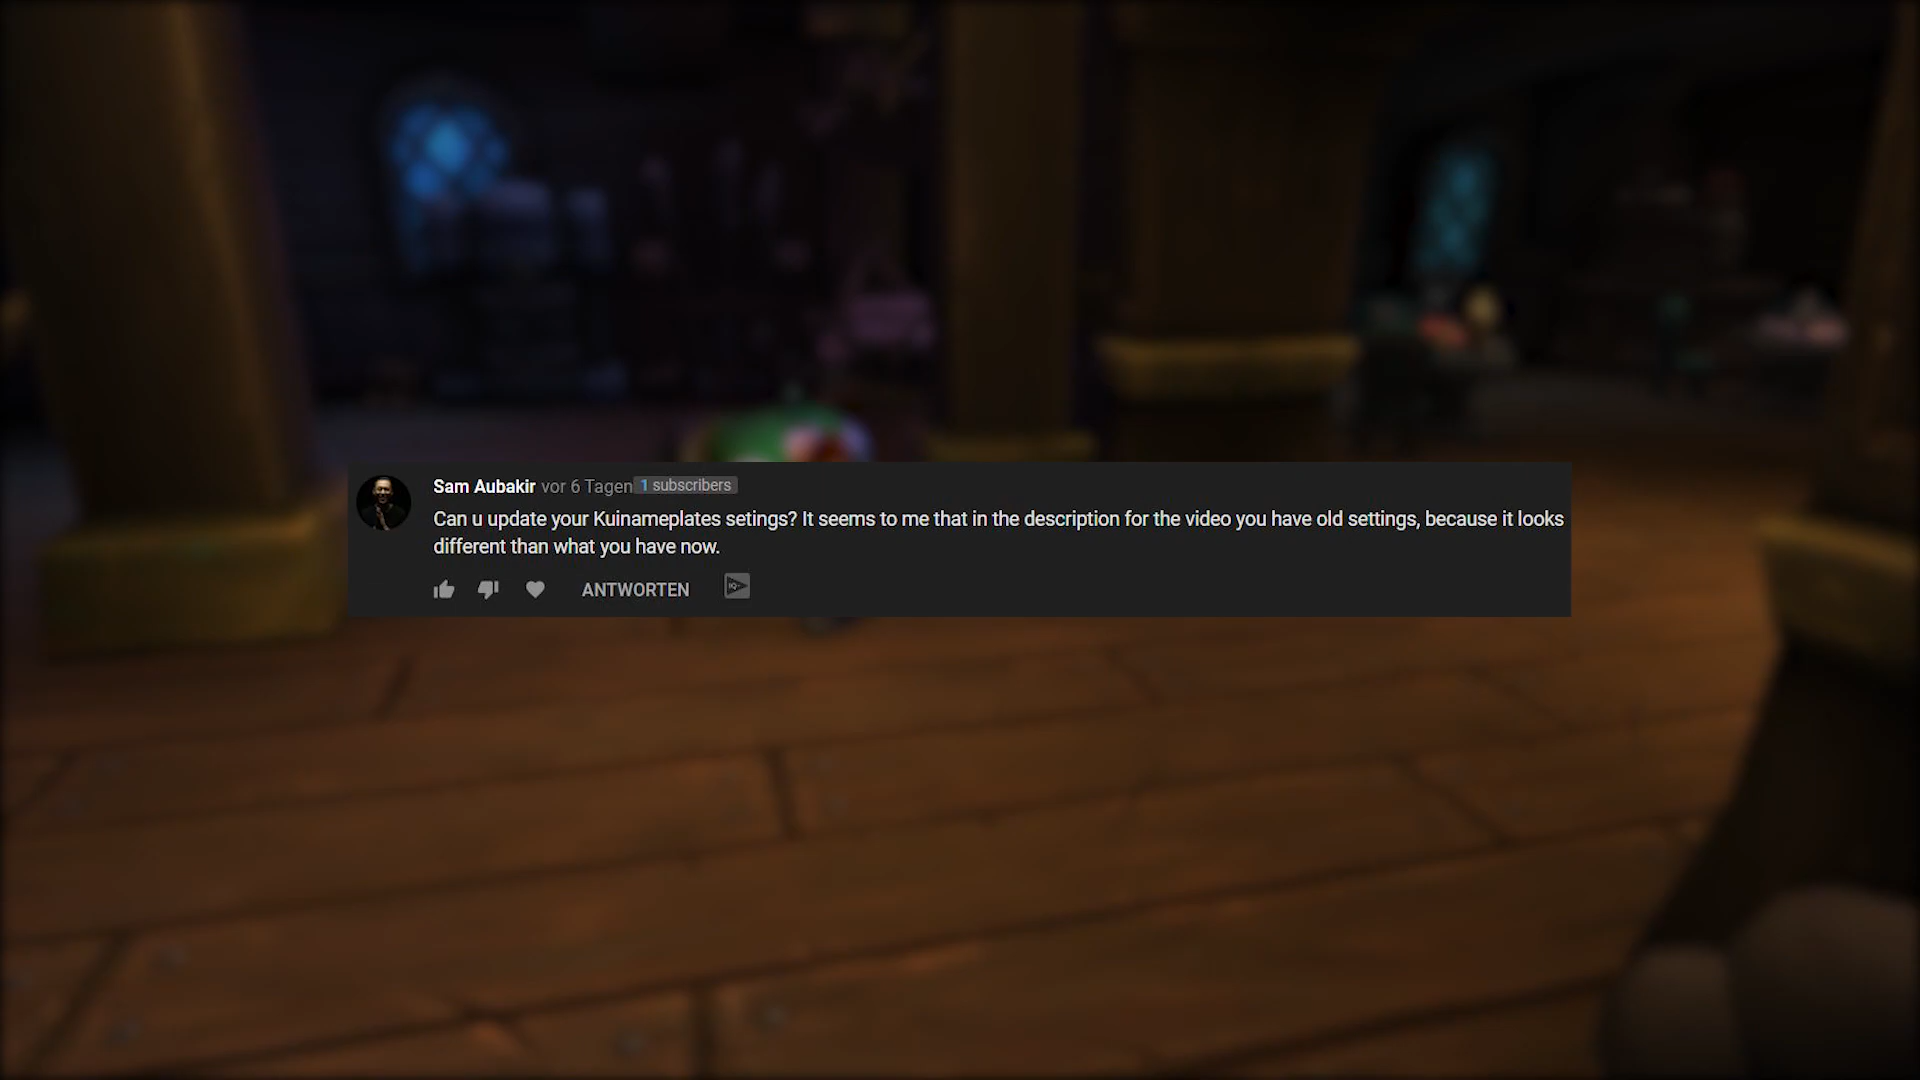 Sam Aubakir vor 6 Tagen 1 subscribers
Can u update your Kuinameplates setings? It seems to me that in the description for the video you have old settings, because it looks
different than what you have now.
ANTWORTEN